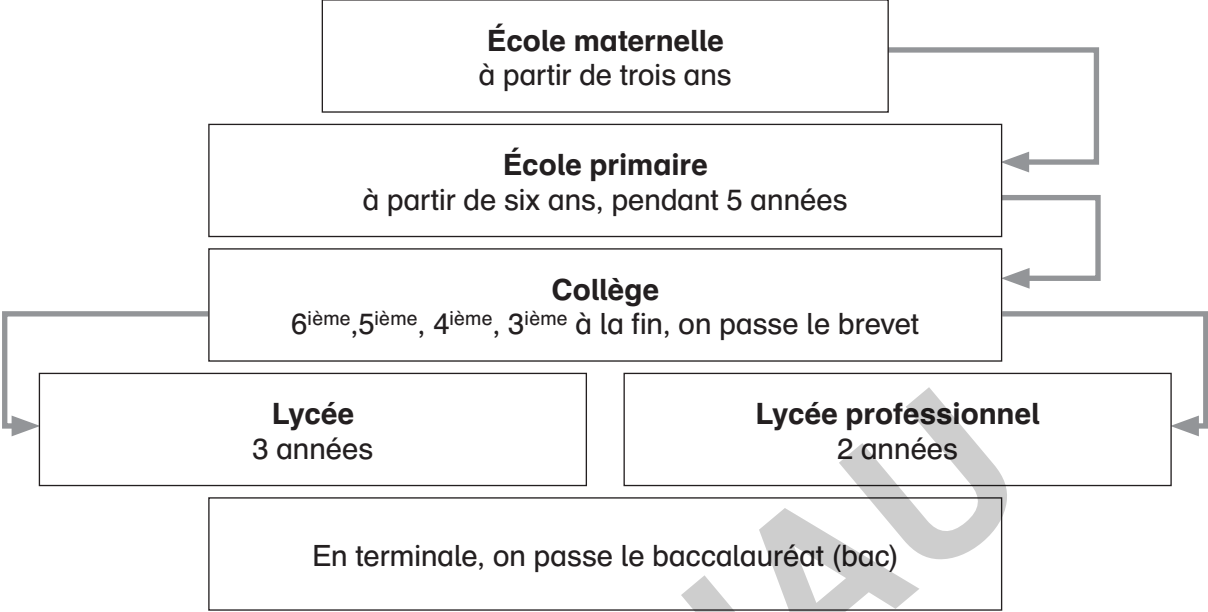 École maternelle
à partir de trois ans
École primaire
à partir de six ans, pendant 5 années
Collège
6ième,5ième, 4ième, 3ième à la fin, on passe le brevet
Lycée
3 années
Lycée professionnel
2 années
En terminale, on passe le baccalauréat (bac)